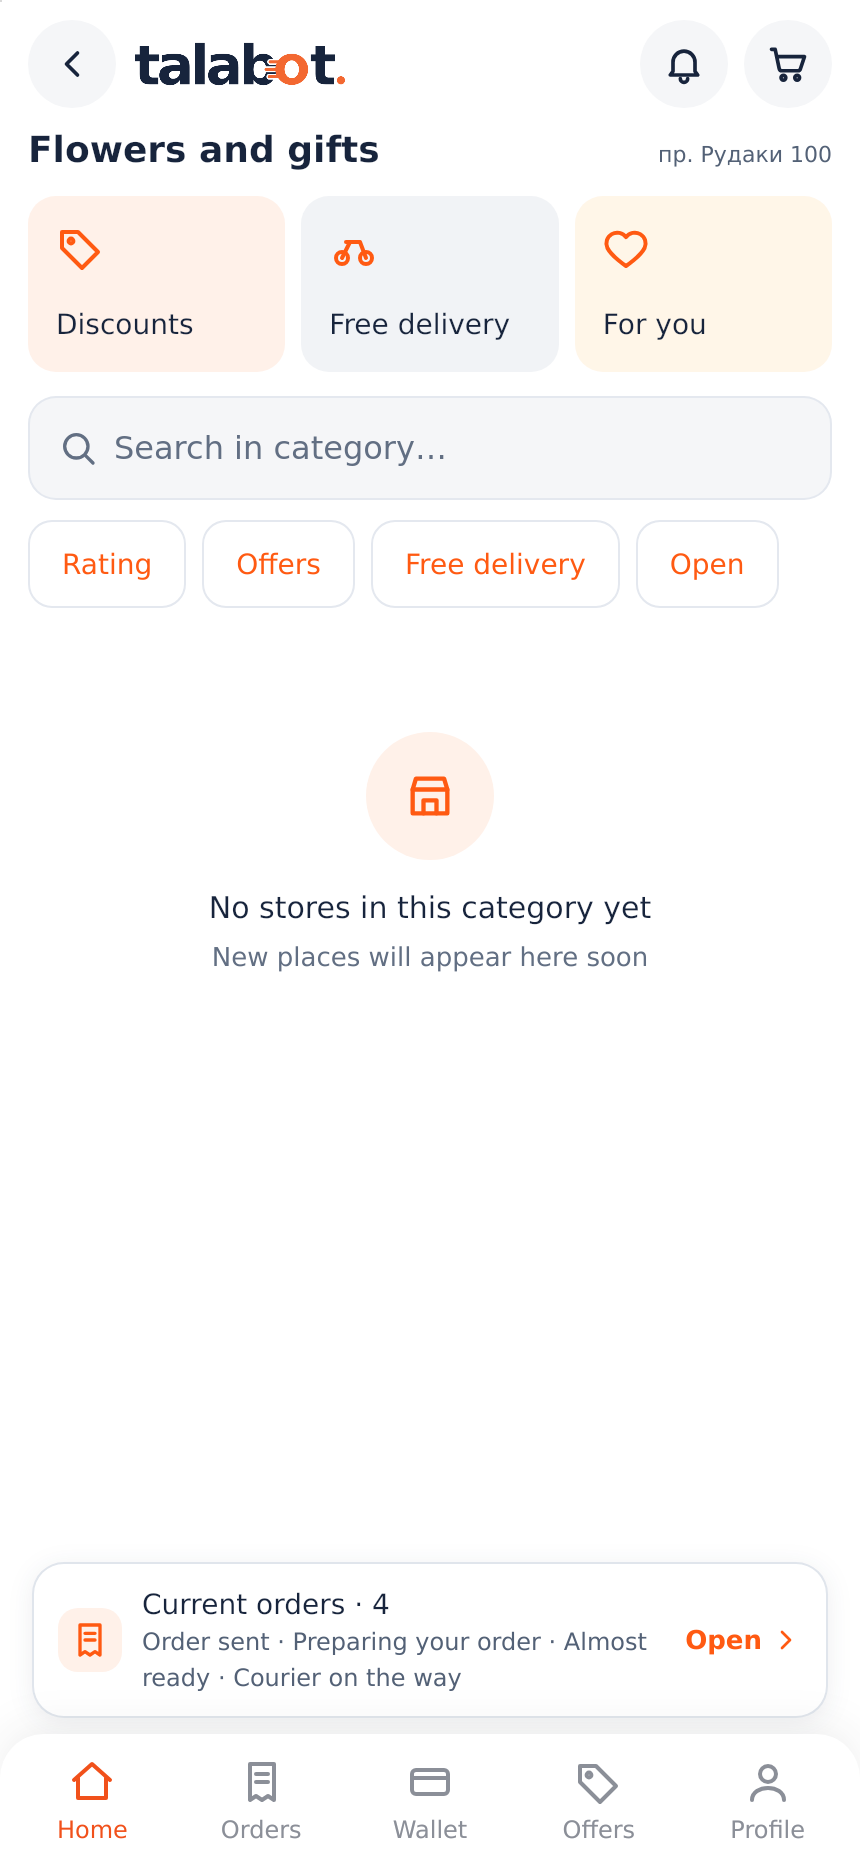 talabot.
Flowers and gifts
пр. Рудаки 100
Discounts
Free delivery
For you
Search in category...
Rating
Offers
Free delivery
Open
No stores in this category yet
New places will appear here soon
Current orders · 4
Order sent · Preparing your order · Almost
ready · Courier on the way
Open
Home
Orders
Wallet
Offers
Profile